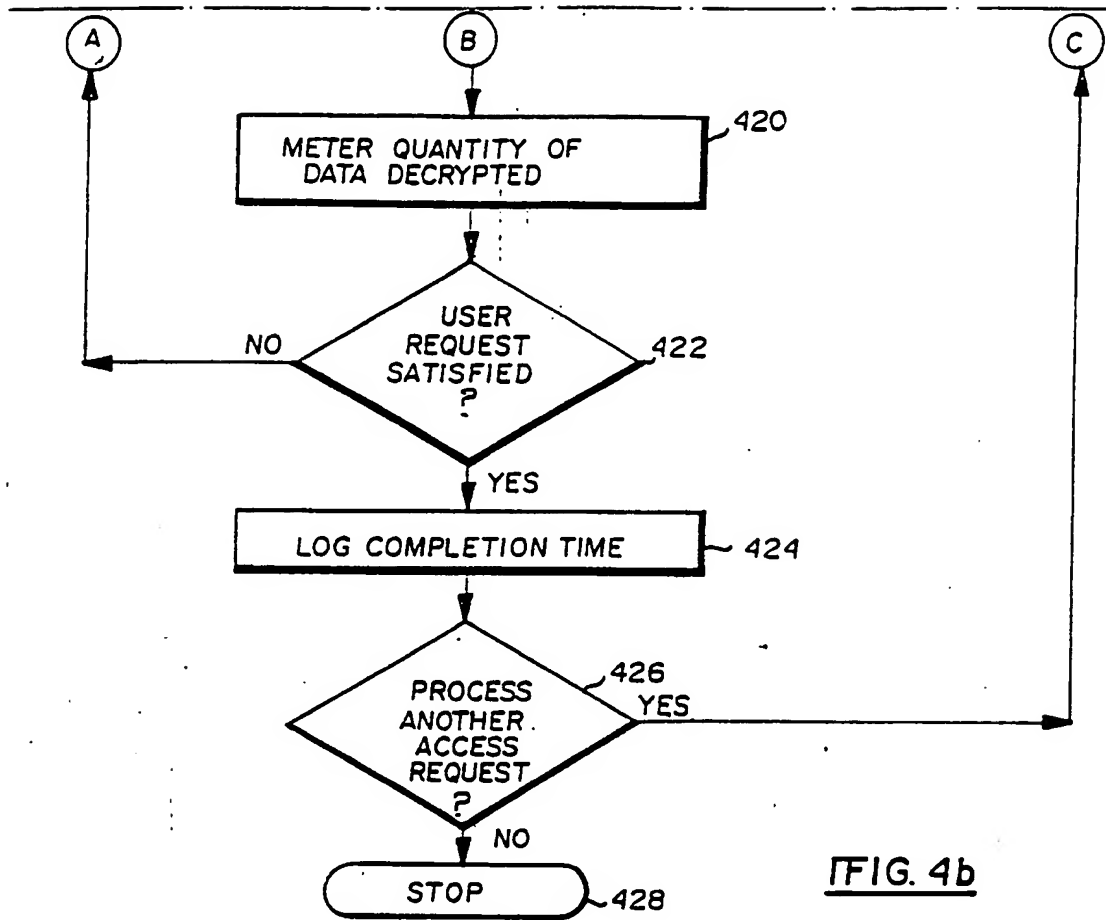 A
B
C
420
METER QUANTITY OF
DATA DECRYPTED
USER
REQUEST
SATISFIED
?
NO
422
YES
LOG COMPLETION TIME
424
426
PROCESS
ANOTHER
ACCESS
REQUEST
?
YES
NO
STOP
428
FIG. 4b